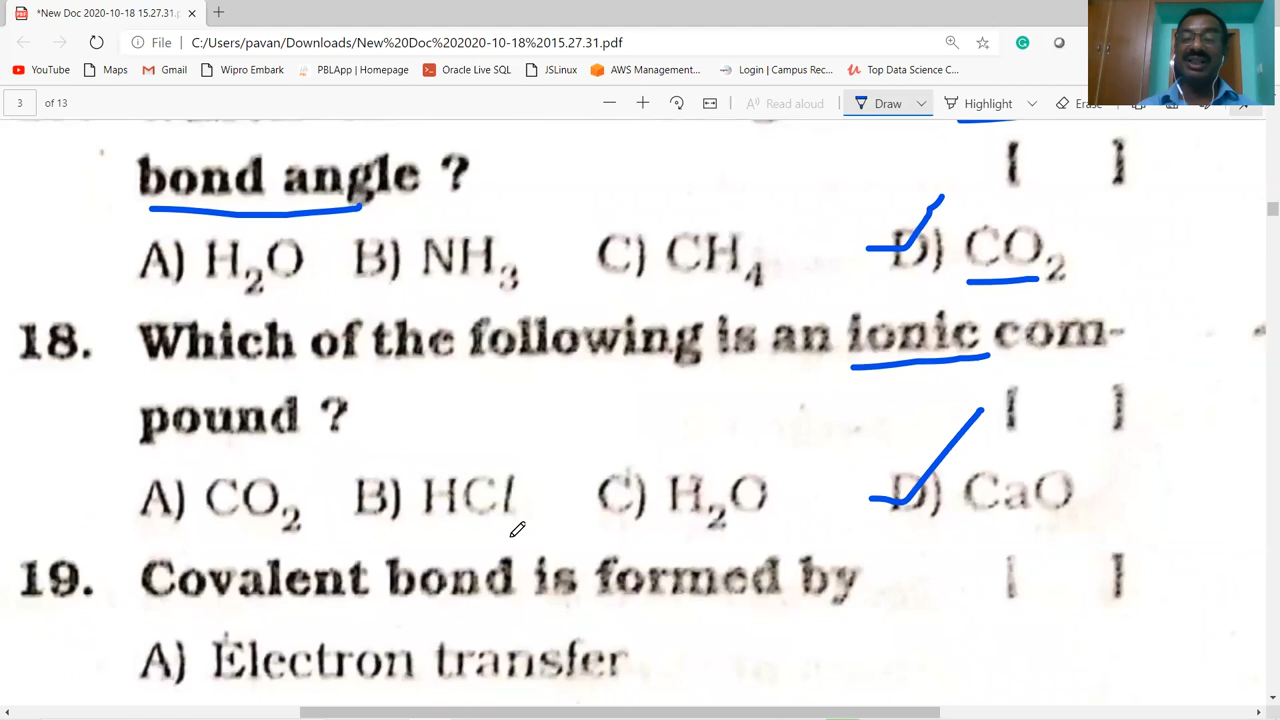 *New Doc 2020-10-18 15.27.31.p
File C:/Users/pavan/Downloads/New%20Doc%202020-10-18%2015.27.31.pdf
YouTube Maps Gmail Wipro Embark PBLApp | Homepage Oracle Live SQL JSLinux AWS Management... Login | Campus Rec... Top Data Science C...
3 of 13 Read aloud Draw Highlight Erase
bond angle ? [ ]
A) H₂O B) NH₃ C) CH₄ D) CO₂
18. Which of the following is an ionic com-
pound ? [ ]
A) CO₂ B) HCl C) H₂O D) CaO
19. Covalent bond is formed by [ ]
A) Electron transfer